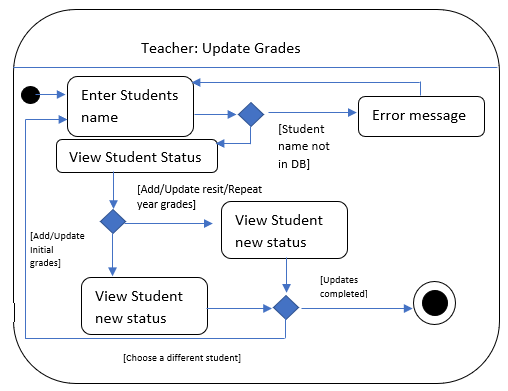 Teacher: Update Grades
Enter Students
name
Error message
[Student
name not
in DB]
View Student Status
[Add/Update resit/Repeat
year grades]
View Student
new status
[Add/Update
Initial
grades]
View Student
new status
[Updates
completed]
[Choose a different student]